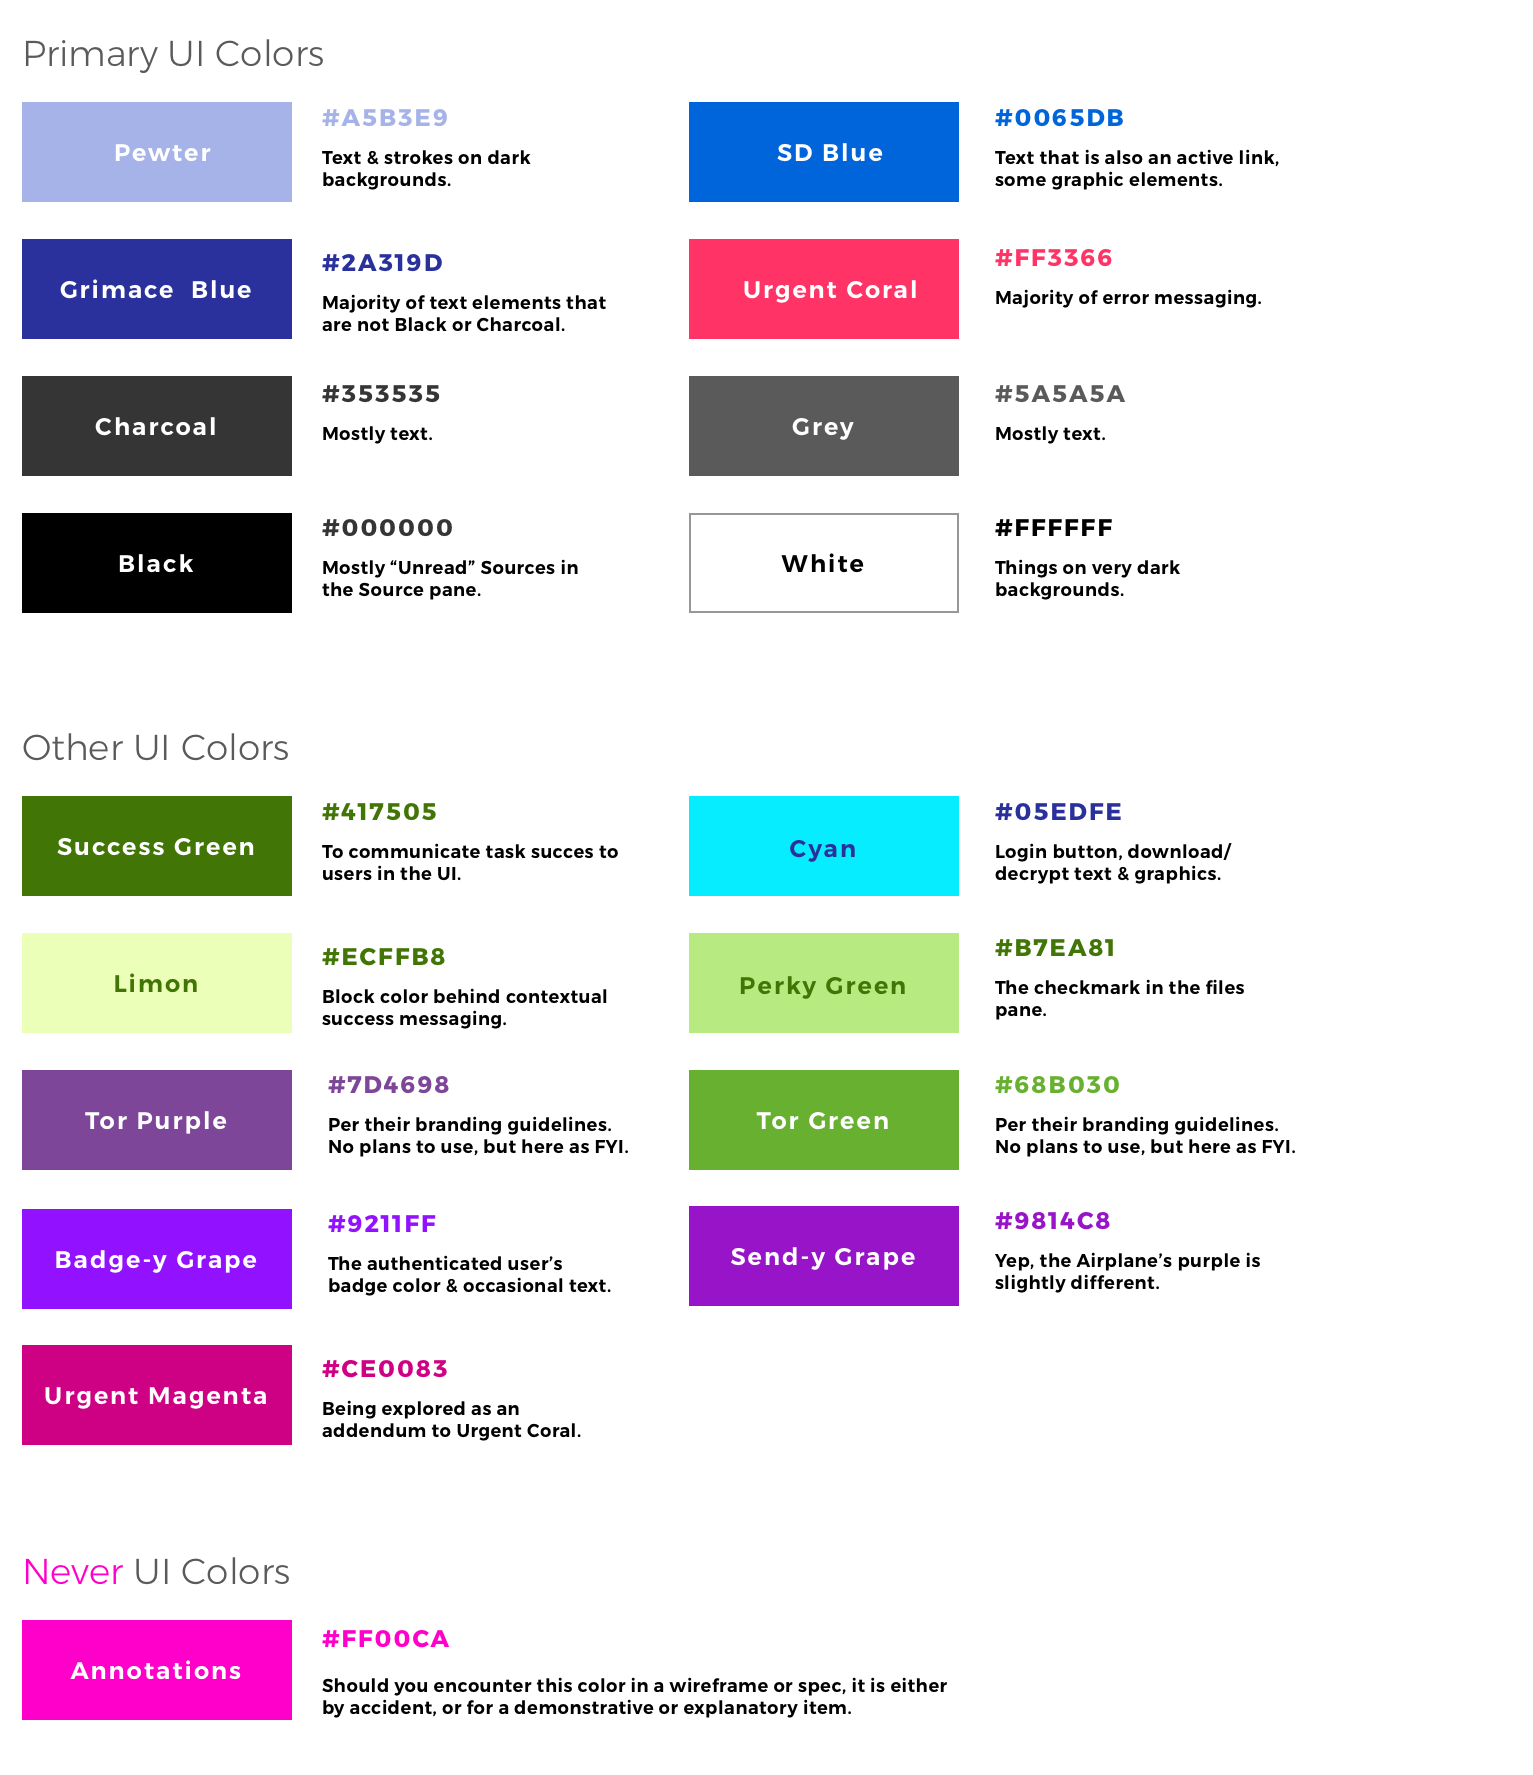 Primary UI Colors
Pewter
#A5B3E9
Text & strokes on dark
backgrounds.
SD Blue
#0065DB
Text that is also an active link,
some graphic elements.
Grimace Blue
#2A319D
Majority of text elements that
are not Black or Charcoal.
Urgent Coral
#FF3366
Majority of error messaging.
Charcoal
#353535
Mostly text.
Grey
#5A5A5A
Mostly text.
Black
#000000
Mostly “Unread” Sources in
the Source pane.
White
#FFFFFF
Things on very dark
backgrounds.
Other UI Colors
Success Green
#417505
To communicate task succes to
users in the UI.
Cyan
#05EDFE
Login button, download/
decrypt text & graphics.
Limon
#ECFFB8
Block color behind contextual
success messaging.
Perky Green
#B7EA81
The checkmark in the files
pane.
Tor Purple
#7D4698
Per their branding guidelines.
No plans to use, but here as FYI.
Tor Green
#68B030
Per their branding guidelines.
No plans to use, but here as FYI.
Badge-y Grape
#9211FF
The authenticated user’s
badge color & occasional text.
Send-y Grape
#9814C8
Yep, the Airplane’s purple is
slightly different.
Urgent Magenta
#CE0083
Being explored as an
addendum to Urgent Coral.
Never UI Colors
Annotations
#FF00CA
Should you encounter this color in a wireframe or spec, it is either
by accident, or for a demonstrative or explanatory item.